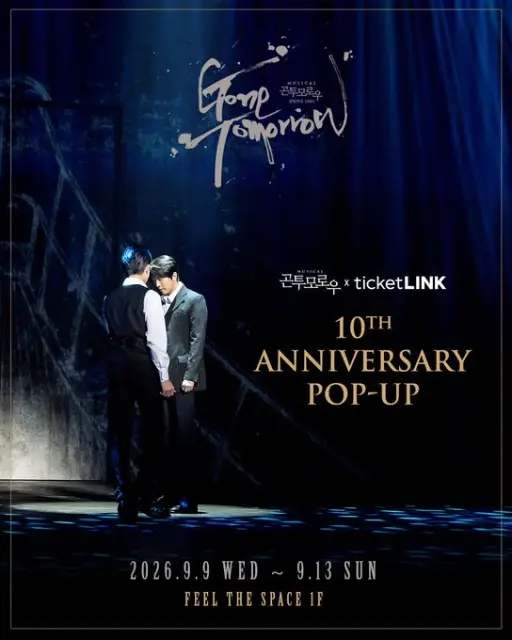 MUSICAL
곤투모로우
Gone
Tomorrow
MUSICAL
곤투모로우 x ticketLINK
10TH
ANNIVERSARY
POP-UP
2026.9.9 WED ~ 9.13 SUN
FEEL THE SPACE 1F